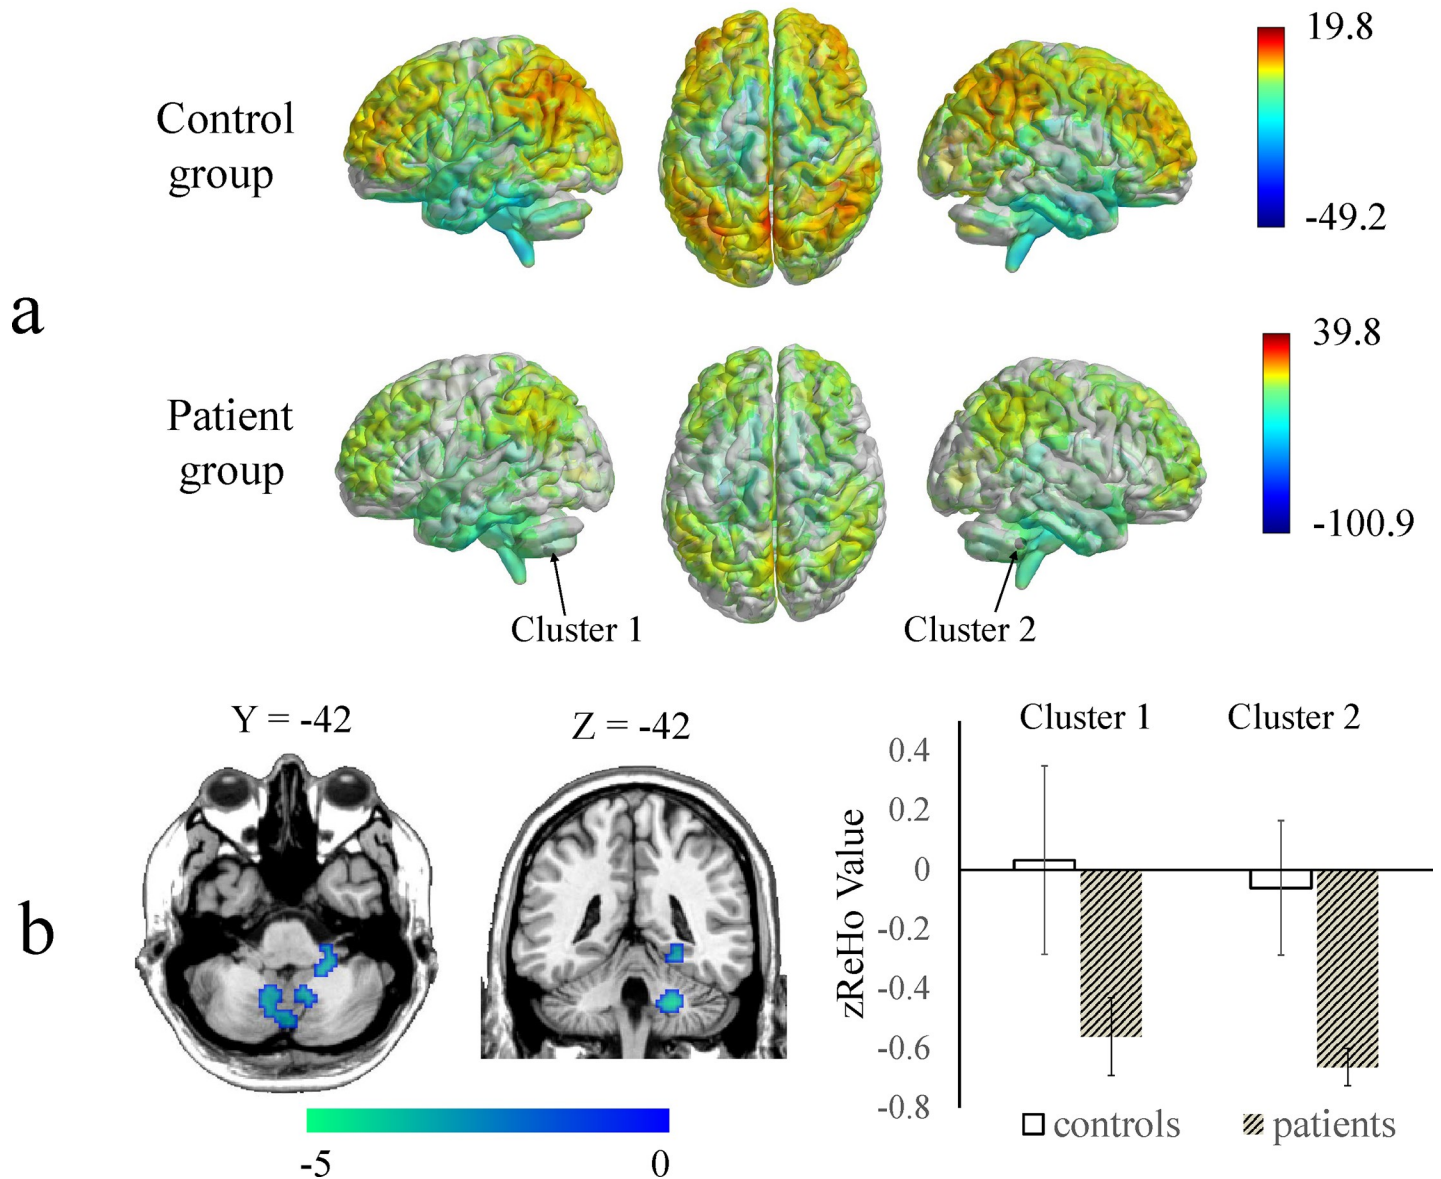 a
Control
group
19.8
-49.2
Patient
group
39.8
-100.9
Cluster 1
Cluster 2
b
Y = -42
Z = -42
-5
0
Cluster 1
Cluster 2
zReHo Value
0.4
0.2
0
-0.2
-0.4
-0.6
-0.8
controls
patients